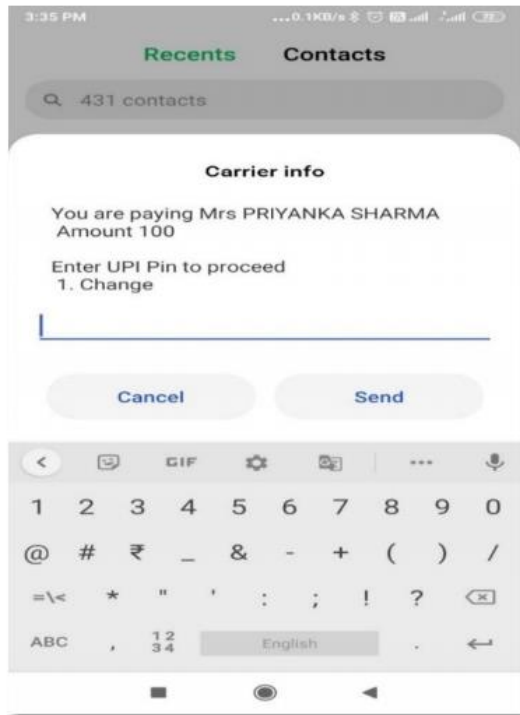 3:35 PM ...0.1KB/s
Recents Contacts
431 contacts
Carrier info
You are paying Mrs PRIYANKA SHARMA
Amount 100
Enter UPI Pin to proceed
1. Change
Cancel Send
GIF
1 2 3 4 5 6 7 8 9 0
@ # ₹ _ & - + ( ) /
=\< * " ' : ; ! ?
ABC , 12 34 English .